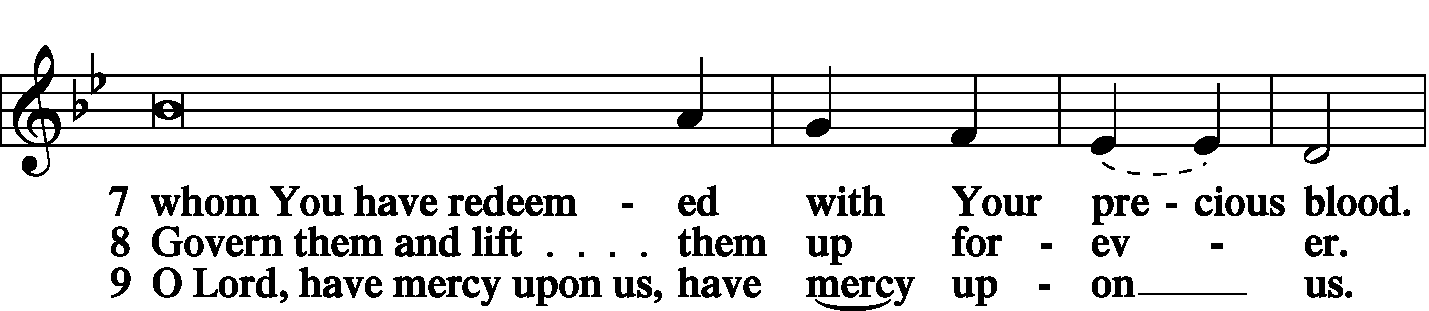 7 whom You have redeem - ed with Your pre - cious blood.
8 Govern them and lift . . . . them up for - ev - er.
9 O Lord, have mercy upon us, have mercy up - on____ us.